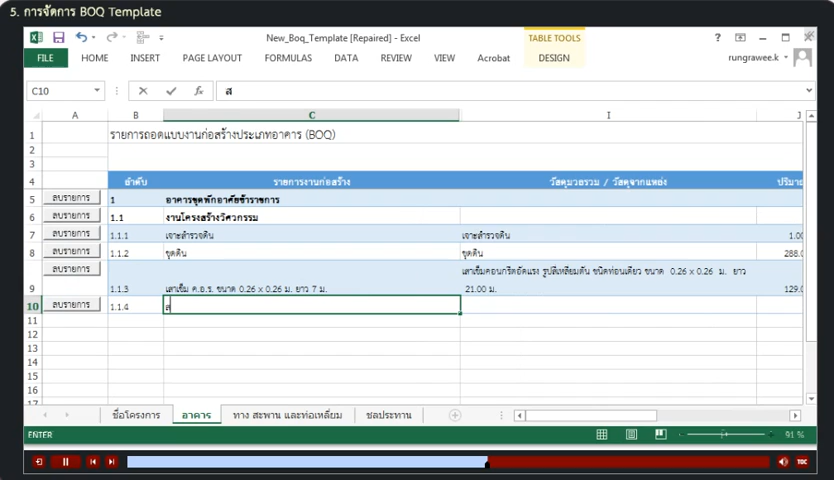 5. การจัดการ BOQ Template
New_Boq_Template [Repaired] - Excel
TABLE TOOLS
?
FILE HOME INSERT PAGE LAYOUT FORMULAS DATA REVIEW VIEW Acrobat DESIGN
rungrawee.k
C10 fx ส
A B C I J
1 รายการถอดแบบงานก่อสร้างประเภทอาคาร (BOQ)
2
3
4 ลำดับ รายการงานก่อสร้าง วัสดุมวลรวม / วัสดุจากแหล่ง ปริมาณ
5 ลบรายการ 1 อาคารชุดพักอาศัยข้าราชการ
6 ลบรายการ 1.1 งานโครงสร้างวิศวกรรม
7 ลบรายการ 1.1.1 เจาะสำรวจดิน เจาะสำรวจดิน 1.00
8 ลบรายการ 1.1.2 ขุดดิน ขุดดิน 288.0
ลบรายการ เสาเข็มคอนกรีตอัดแรง รูปสี่เหลี่ยมตัน ชนิดท่อนเดียว ขนาด 0.26 x 0.26 ม. ยาว
9 1.1.3 เสาเข็ม ค.อ.ร. ขนาด 0.26 x 0.26 ม. ยาว 7 ม. 21.00 ม. 129.0
10 ลบรายการ 1.1.4 ส
11
12
13
14
15
16
17
ชื่อโครงการ อาคาร ทาง สะพาน และท่อเหลี่ยม ชลประทาน
ENTER 91 %
TOC